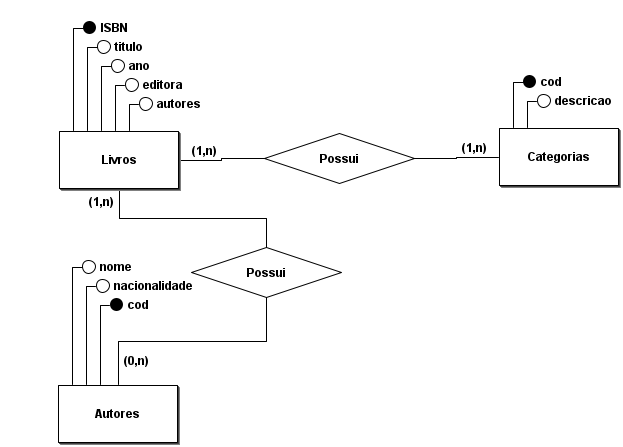 ISBN
titulo
ano
editora
autores
cod
descricao
Livros
(1,n)
Possui
(1,n)
Categorias
(1,n)
nome
nacionalidade
cod
Possui
(0,n)
Autores